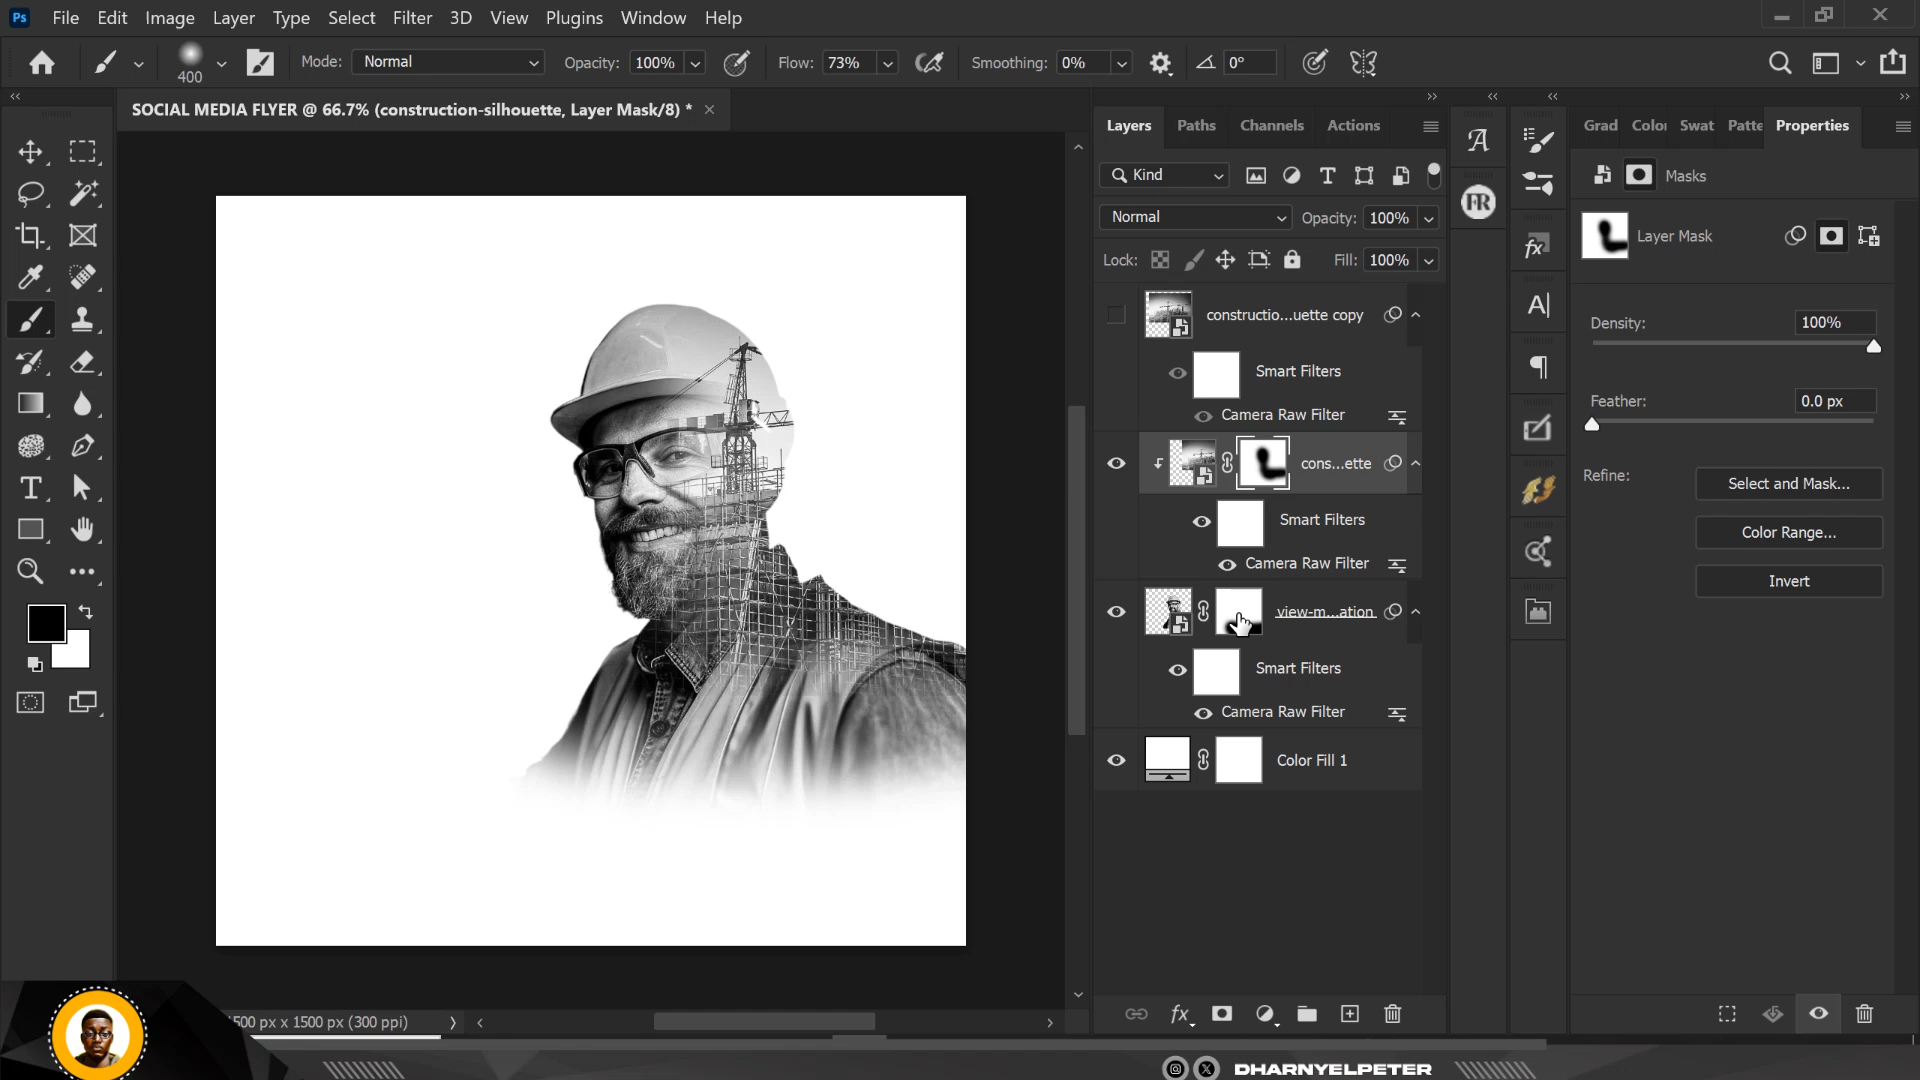 Ps File Edit Image Layer Type Select Filter 3D View Plugins Window Help
400 Mode: Normal Opacity: 100% Flow: 73% Smoothing: 0% 0°
SOCIAL MEDIA FLYER @ 66.7% (construction-silhouette, Layer Mask/8) *
Layers Paths Channels Actions
Kind
Normal Opacity: 100%
Lock: Fill: 100%
constructio...uette copy
Smart Filters
Camera Raw Filter
cons...ette
Smart Filters
Camera Raw Filter
view-m...ation
Smart Filters
Camera Raw Filter
Color Fill 1
FR
Grad Color Swat Patte Properties
Masks
Layer Mask
Density: 100%
Feather: 0.0 px
Refine: Select and Mask...
Color Range...
Invert
500 px x 1500 px (300 ppi)
DHARNYELPETER